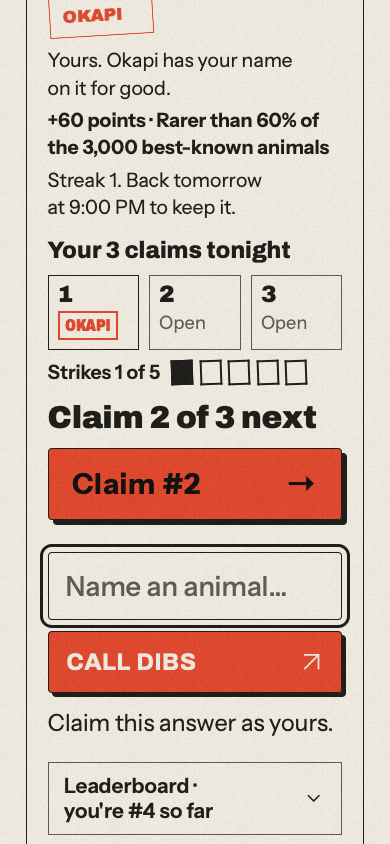 OKAPI
Yours. Okapi has your name
on it for good.
+60 points · Rarer than 60% of
the 3,000 best-known animals
Streak 1. Back tomorrow
at 9:00 PM to keep it.
Your 3 claims tonight
1
OKAPI
2
Open
3
Open
Strikes 1 of 5
Claim 2 of 3 next
Claim #2 →
Name an animal...
CALL DIBS
Claim this answer as yours.
Leaderboard ·
you're #4 so far